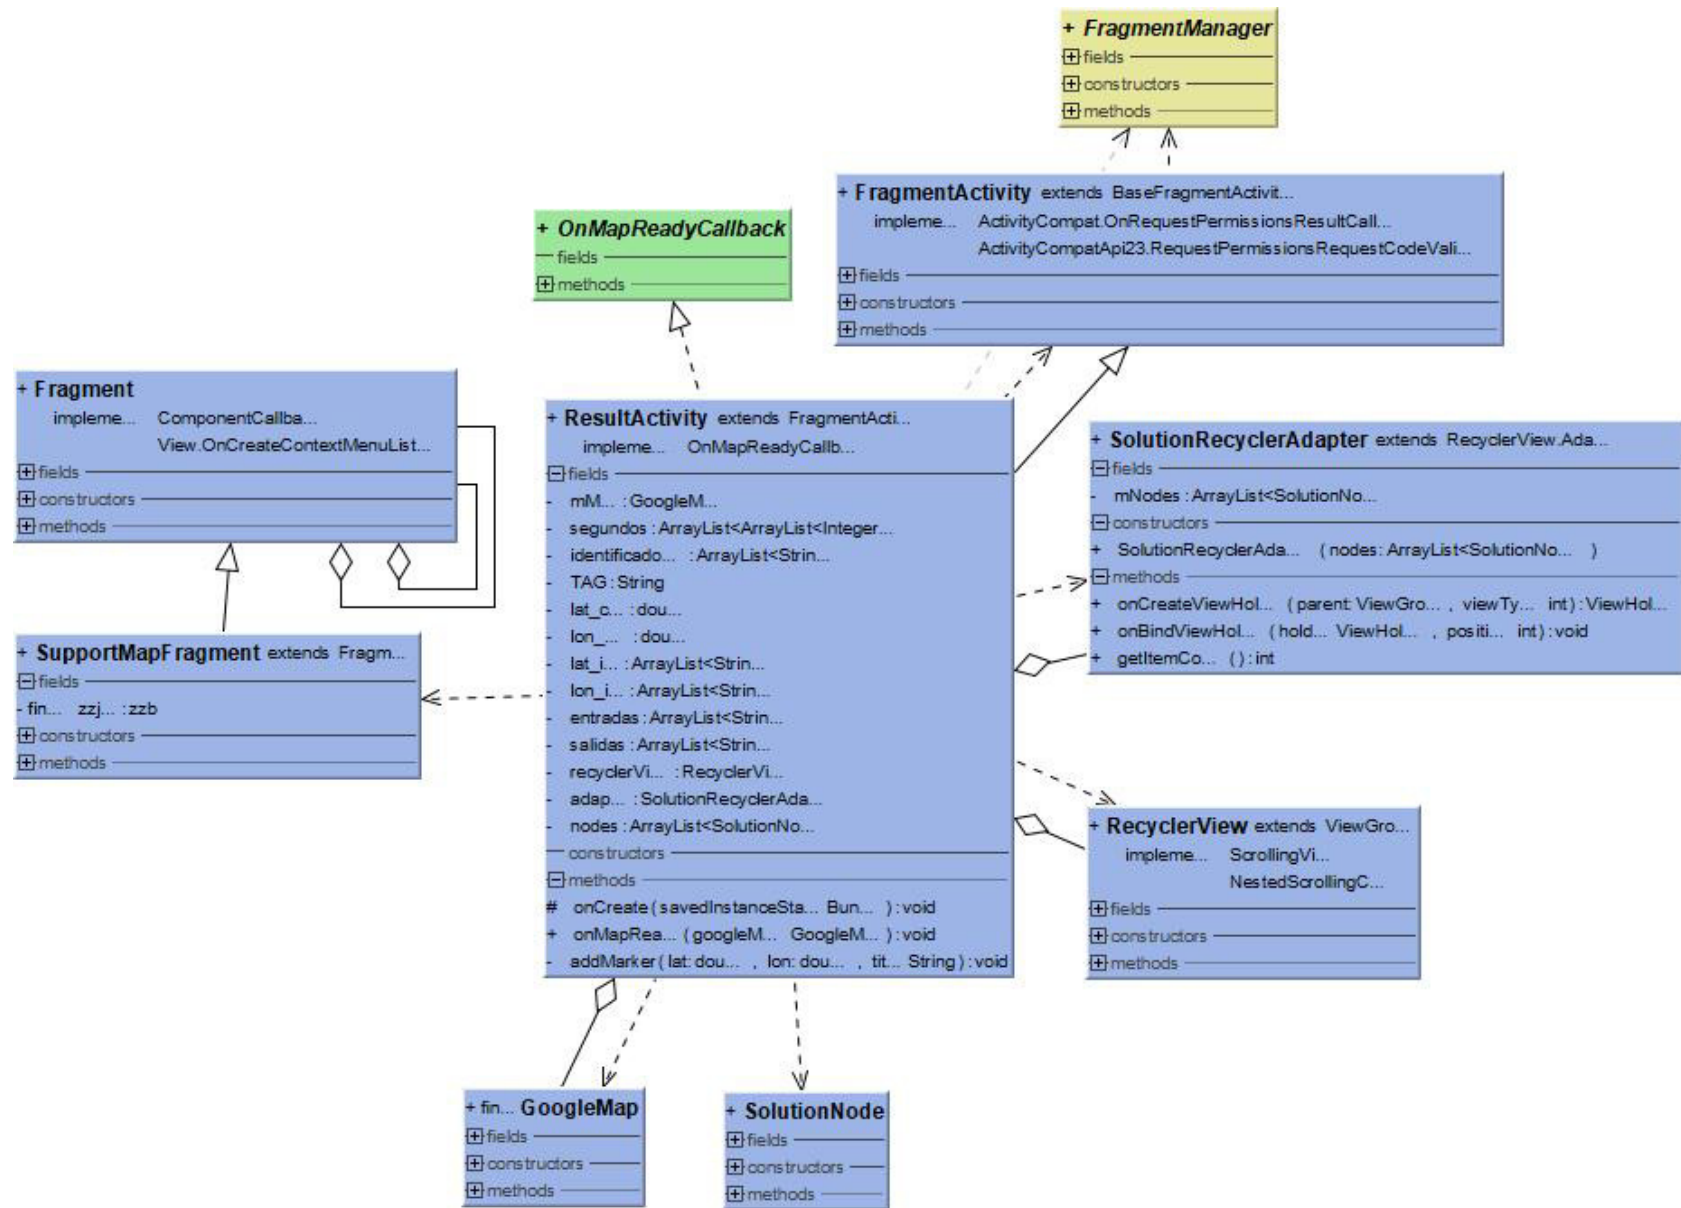 + FragmentManager
fields
constructors
methods
+ FragmentActivity extends BaseFragmentActivit...
impleme... ActivityCompat.OnRequestPermissionsResultCall...
ActivityCompatApi23.RequestPermissionsRequestCodeVali...
fields
constructors
methods
+ OnMapReadyCallback
fields
methods
+ Fragment
impleme... ComponentCallba...
View.OnCreateContextMenuList...
fields
constructors
methods
+ SupportMapFragment extends Fragm...
fields
- fin... zzj... :zzb
constructors
methods
+ ResultActivity extends FragmentActi...
impleme... OnMapReadyCallb...
fields
- mM... :GoogleM...
- segundos :ArrayList<ArrayList<Integer...
- identificado... :ArrayList<Strin...
- TAG :String
- lat_c... :dou...
- lon_... :dou...
- lat_i... :ArrayList<Strin...
- lon_i... :ArrayList<Strin...
- entradas :ArrayList<Strin...
- salidas :ArrayList<Strin...
- recyclerVi... :RecyclerVi...
- adap... :SolutionRecyclerAda...
- nodes :ArrayList<SolutionNo...
constructors
methods
# onCreate (savedInstanceSta... Bun... ) :void
+ onMapRea... (googleM... GoogleM... ) :void
- addMarker (lat: dou... , lon: dou... , tit... String) :void
+ SolutionRecyclerAdapter extends RecyclerView.Ada...
fields
- mNodes :ArrayList<SolutionNo...
constructors
+ SolutionRecyclerAda... (nodes: ArrayList<SolutionNo... )
methods
+ onCreateViewHol... (parent: ViewGro... , viewTy... int) :ViewHol...
+ onBindViewHol... (hold... ViewHol... , positi... int) :void
+ getItemCo... () :int
+ RecyclerView extends ViewGro...
impleme... ScrollingVi...
NestedScrollingC...
fields
constructors
methods
+ fin... GoogleMap
fields
constructors
methods
+ SolutionNode
fields
constructors
methods